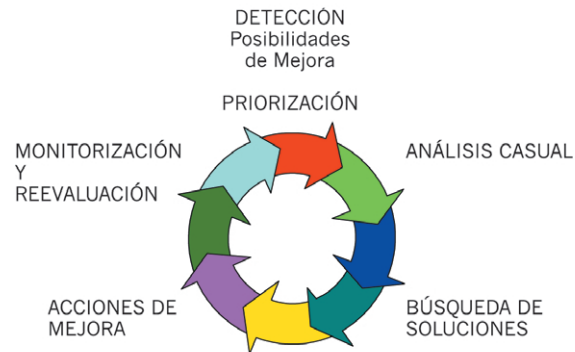 DETECCIÓN
Posibilidades
de Mejora
PRIORIZACIÓN
ANÁLISIS CASUAL
BÚSQUEDA DE
SOLUCIONES
ACCIONES DE
MEJORA
MONITORIZACIÓN
Y
REEVALUACIÓN